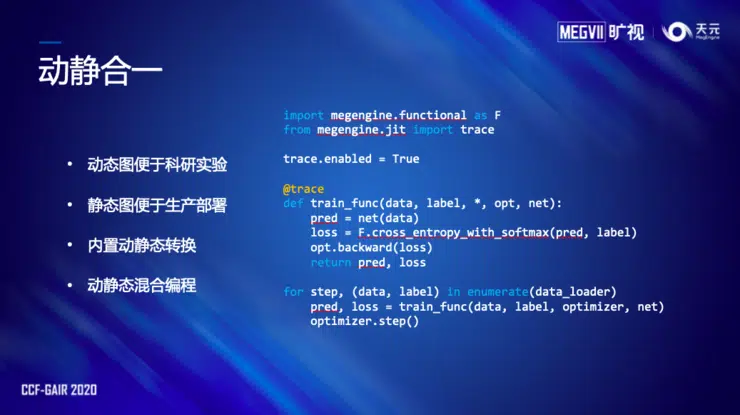 MEGVII 旷视
天元
MegEngine
动静合一
• 动态图便于科研实验
• 静态图便于生产部署
• 内置动静态转换
• 动静态混合编程
import megengine.functional as F
from megengine.jit import trace
trace.enabled = True
@trace
def train_func(data, label, *, opt, net):
    pred = net(data)
    loss = F.cross_entropy_with_softmax(pred, label)
    opt.backward(loss)
    return pred, loss
for step, (data, label) in enumerate(data_loader)
    pred, loss = train_func(data, label, optimizer, net)
    optimizer.step()
CCF-GAIR 2020